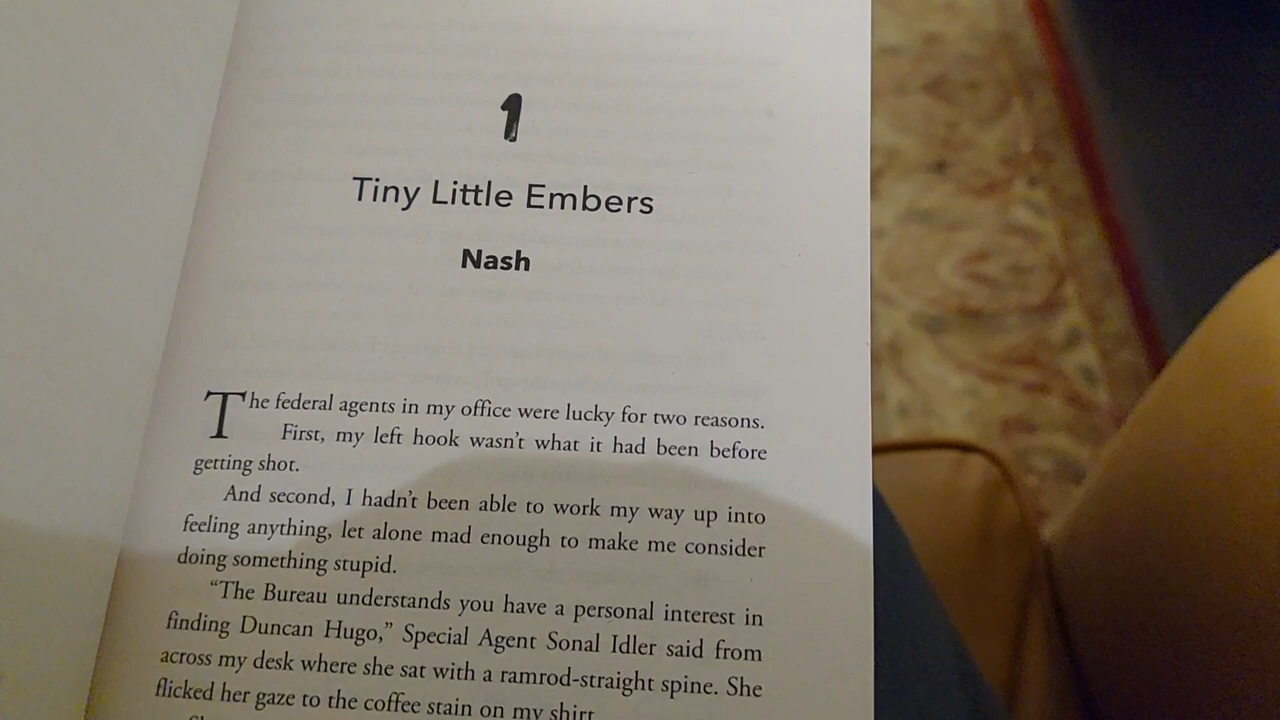 1
Tiny Little Embers
Nash
The federal agents in my office were lucky for two reasons.
First, my left hook wasn't what it had been before
getting shot.
And second, I hadn't been able to work my way up into
feeling anything, let alone mad enough to make me consider
doing something stupid.
“The Bureau understands you have a personal interest in
finding Duncan Hugo,” Special Agent Sonal Idler said from
across my desk where she sat with a ramrod-straight spine. She
flicked her gaze to the coffee stain on my shirt.